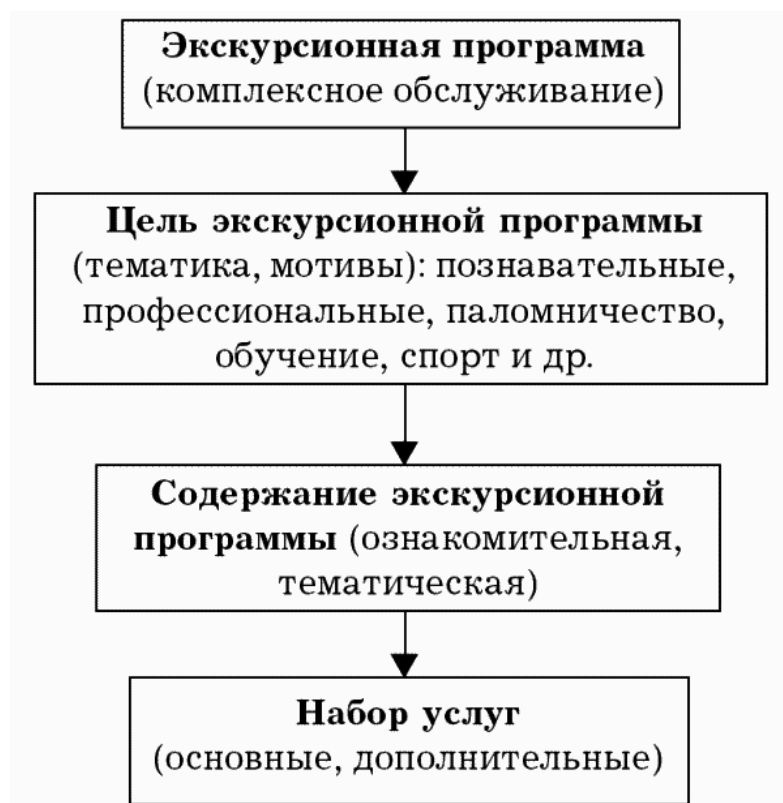 Экскурсионная программа
(комплексное обслуживание)
Цель экскурсионной программы
(тематика, мотивы): познавательные,
профессиональные, паломничество,
обучение, спорт и др.
Содержание экскурсионной
программы (ознакомительная,
тематическая)
Набор услуг
(основные, дополнительные)